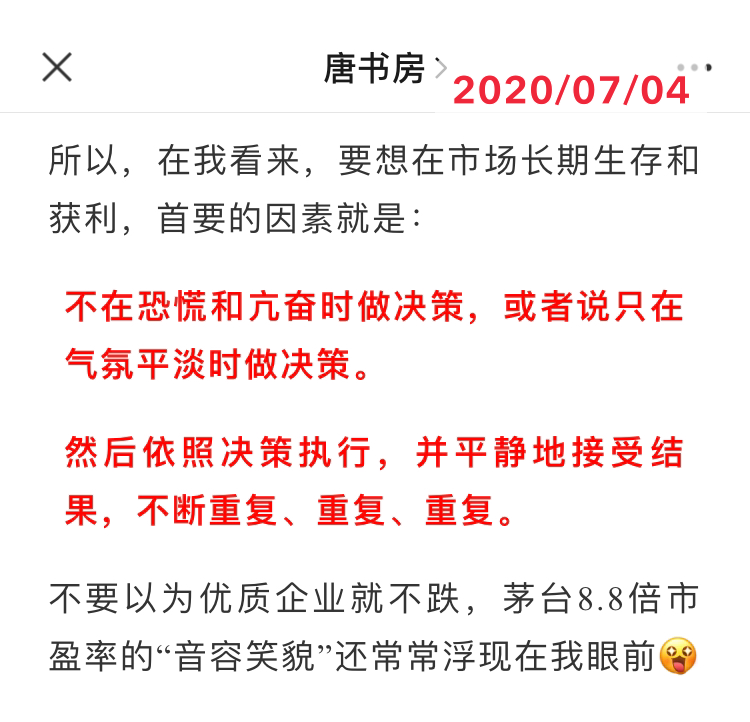 唐书房
2020/07/04
所以，在我看来，要想在市场长期生存和
获利，首要的因素就是：
不在恐慌和亢奋时做决策，或者说只在
气氛平淡时做决策。
然后依照决策执行，并平静地接受结
果，不断重复、重复、重复。
不要以为优质企业就不跌，茅台8.8倍市
盈率的“音容笑貌”还常常浮现在我眼前